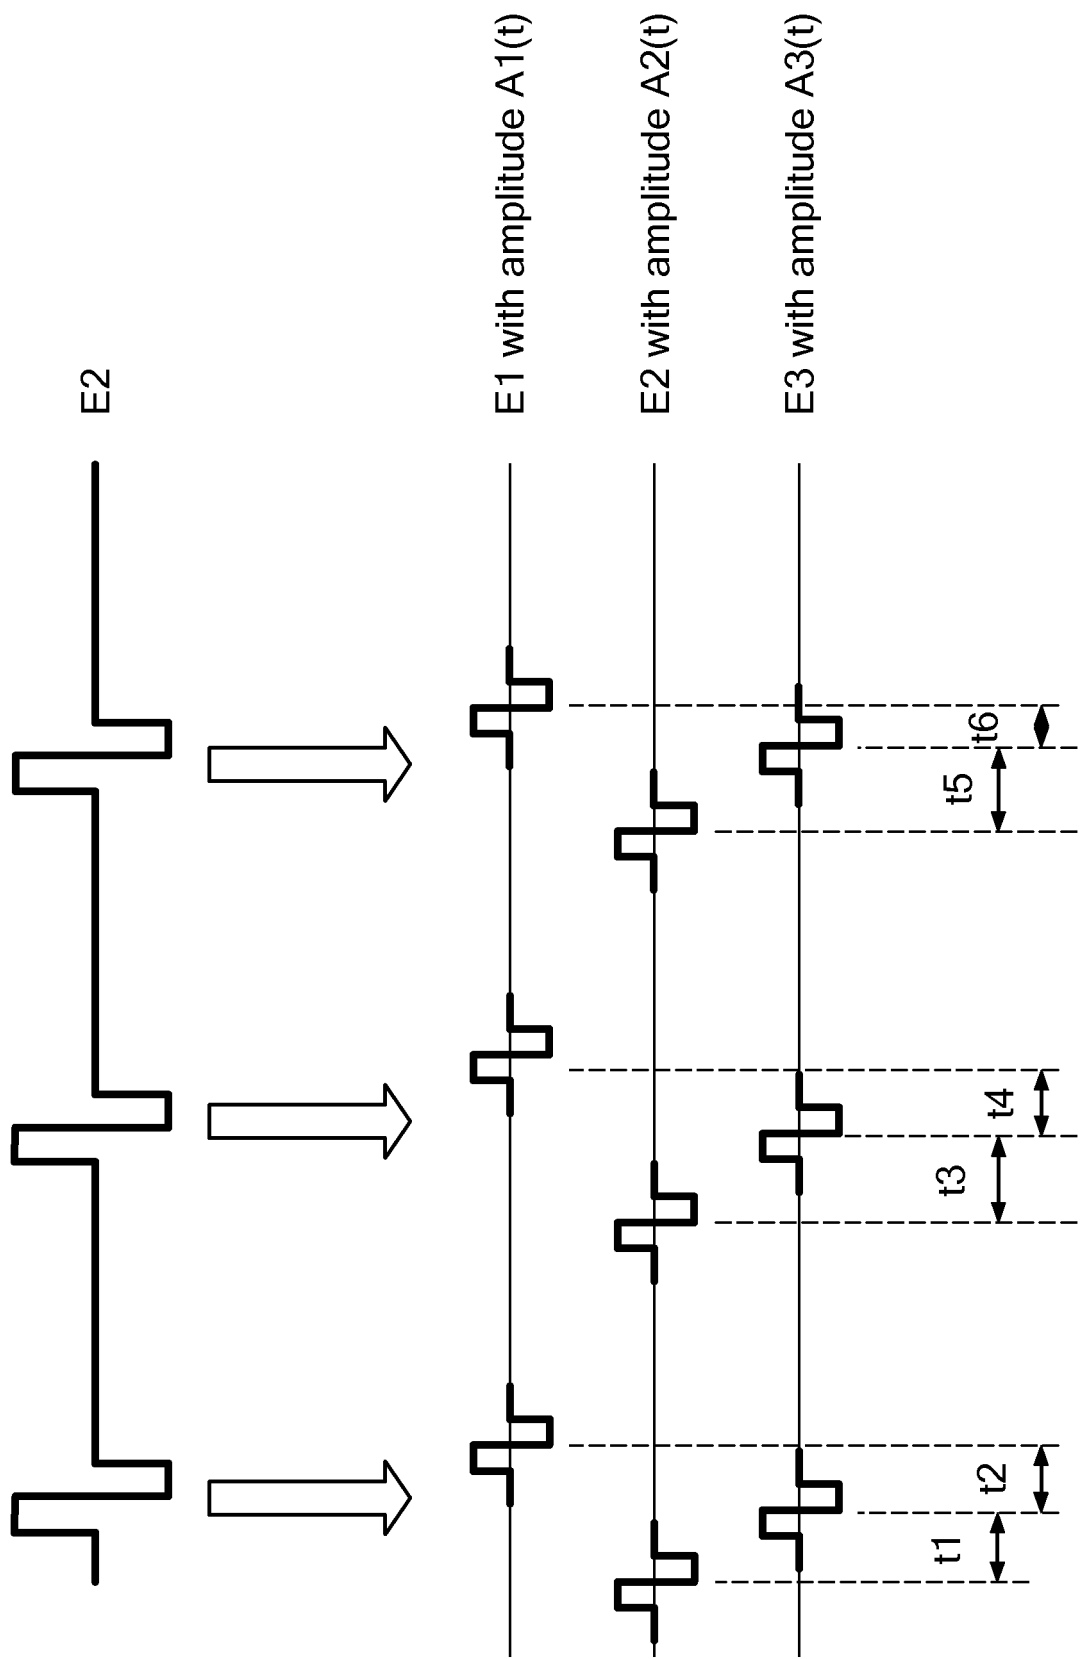 E2
E1 with amplitude A1(t)
E2 with amplitude A2(t)
E3 with amplitude A3(t)
t1
t2
t3
t4
t5
t6